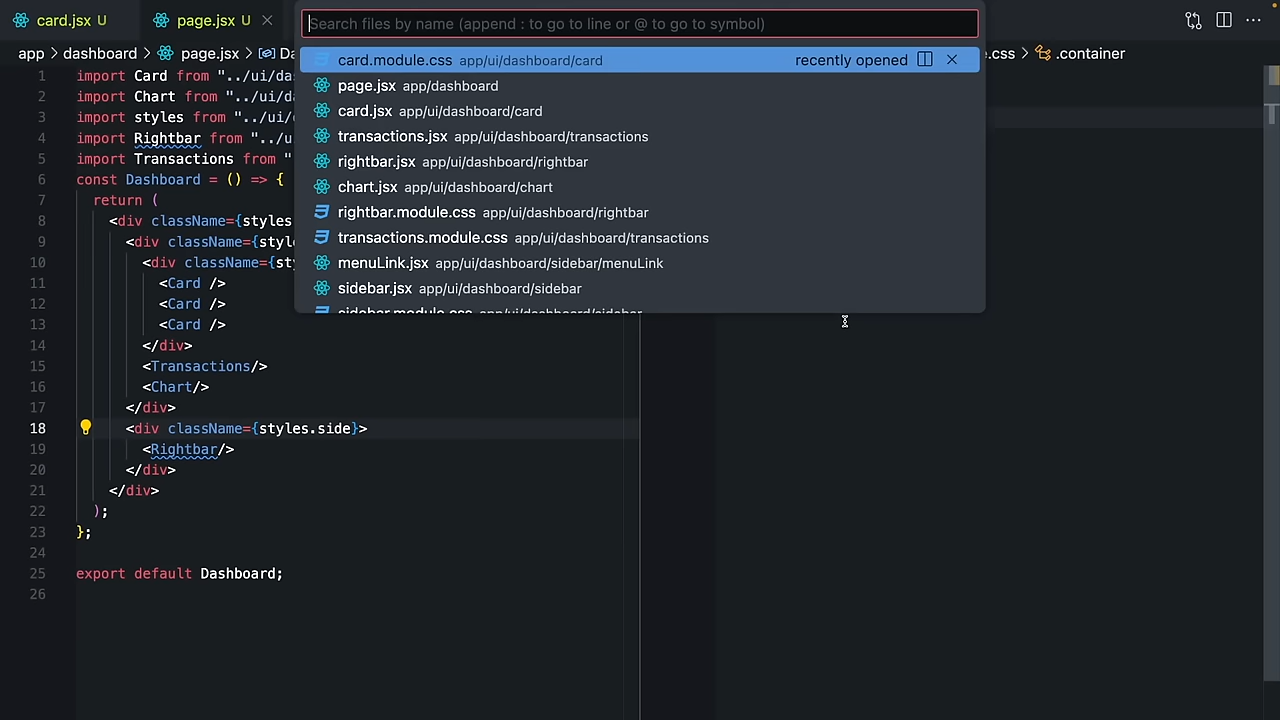 card.jsx U
page.jsx U
Search files by name (append : to go to line or @ to go to symbol)
app > dashboard > page.jsx >
.css > .container
card.module.css app/ui/dashboard/card recently opened
page.jsx app/dashboard
card.jsx app/ui/dashboard/card
transactions.jsx app/ui/dashboard/transactions
rightbar.jsx app/ui/dashboard/rightbar
chart.jsx app/ui/dashboard/chart
rightbar.module.css app/ui/dashboard/rightbar
transactions.module.css app/ui/dashboard/transactions
menuLink.jsx app/ui/dashboard/sidebar/menuLink
sidebar.jsx app/ui/dashboard/sidebar
sidebar.module.css app/ui/dashboard/sidebar
1 import Card from "../ui/da
2 import Chart from "../ui/d
3 import styles from "../ui/d
4 import Rightbar from "../u
5 import Transactions from "
6 const Dashboard = () => {
7 return (
8 <div className={styles
9 <div className={style
10 <div className={sty
11 <Card />
12 <Card />
13 <Card />
14 </div>
15 <Transactions/>
16 <Chart/>
17 </div>
18 <div className={styles.side}>
19 <Rightbar/>
20 </div>
21 </div>
22 );
23 };
24
25 export default Dashboard;
26